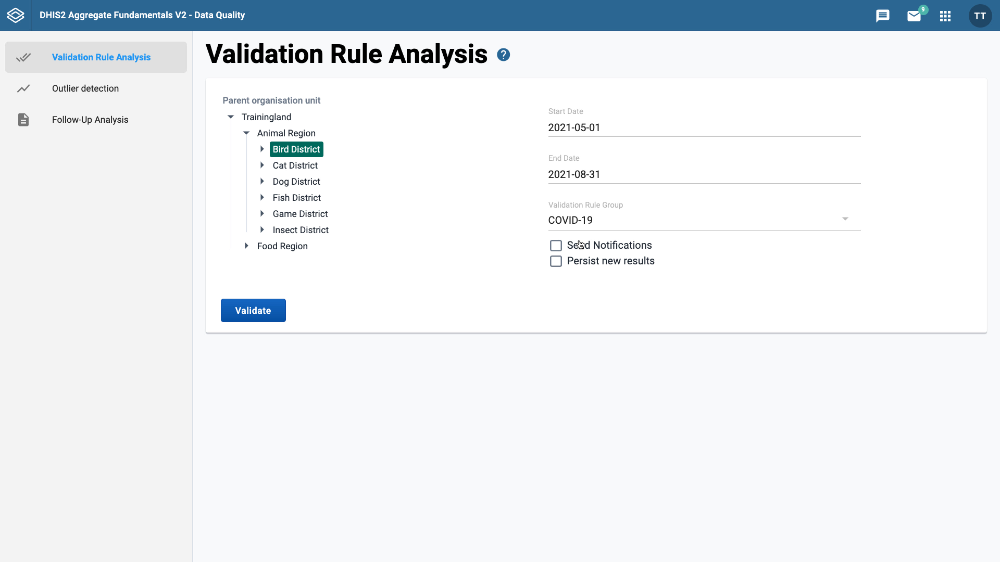 DHIS2 Aggregate Fundamentals V2 - Data Quality
9
TT
Validation Rule Analysis
Outlier detection
Follow-Up Analysis
Validation Rule Analysis
?
Parent organisation unit
Trainingland
Animal Region
Bird District
Cat District
Dog District
Fish District
Game District
Insect District
Food Region
Start Date
2021-05-01
End Date
2021-08-31
Validation Rule Group
COVID-19
Send Notifications
Persist new results
Validate